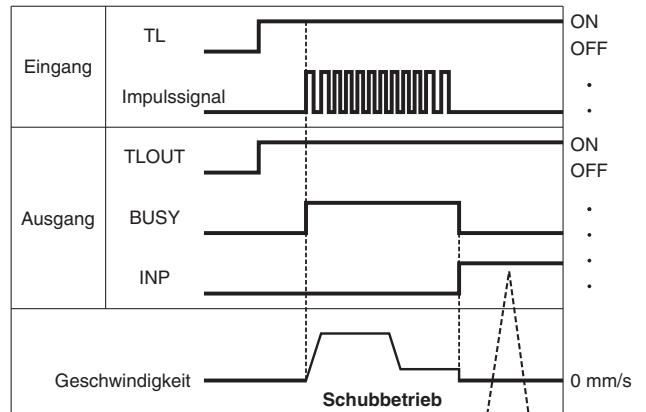 TL
ON
OFF
Eingang
Impulssignal
TLOUT
ON
OFF
Ausgang
BUSY
INP
Geschwindigkeit
0 mm/s
Schubbetrieb